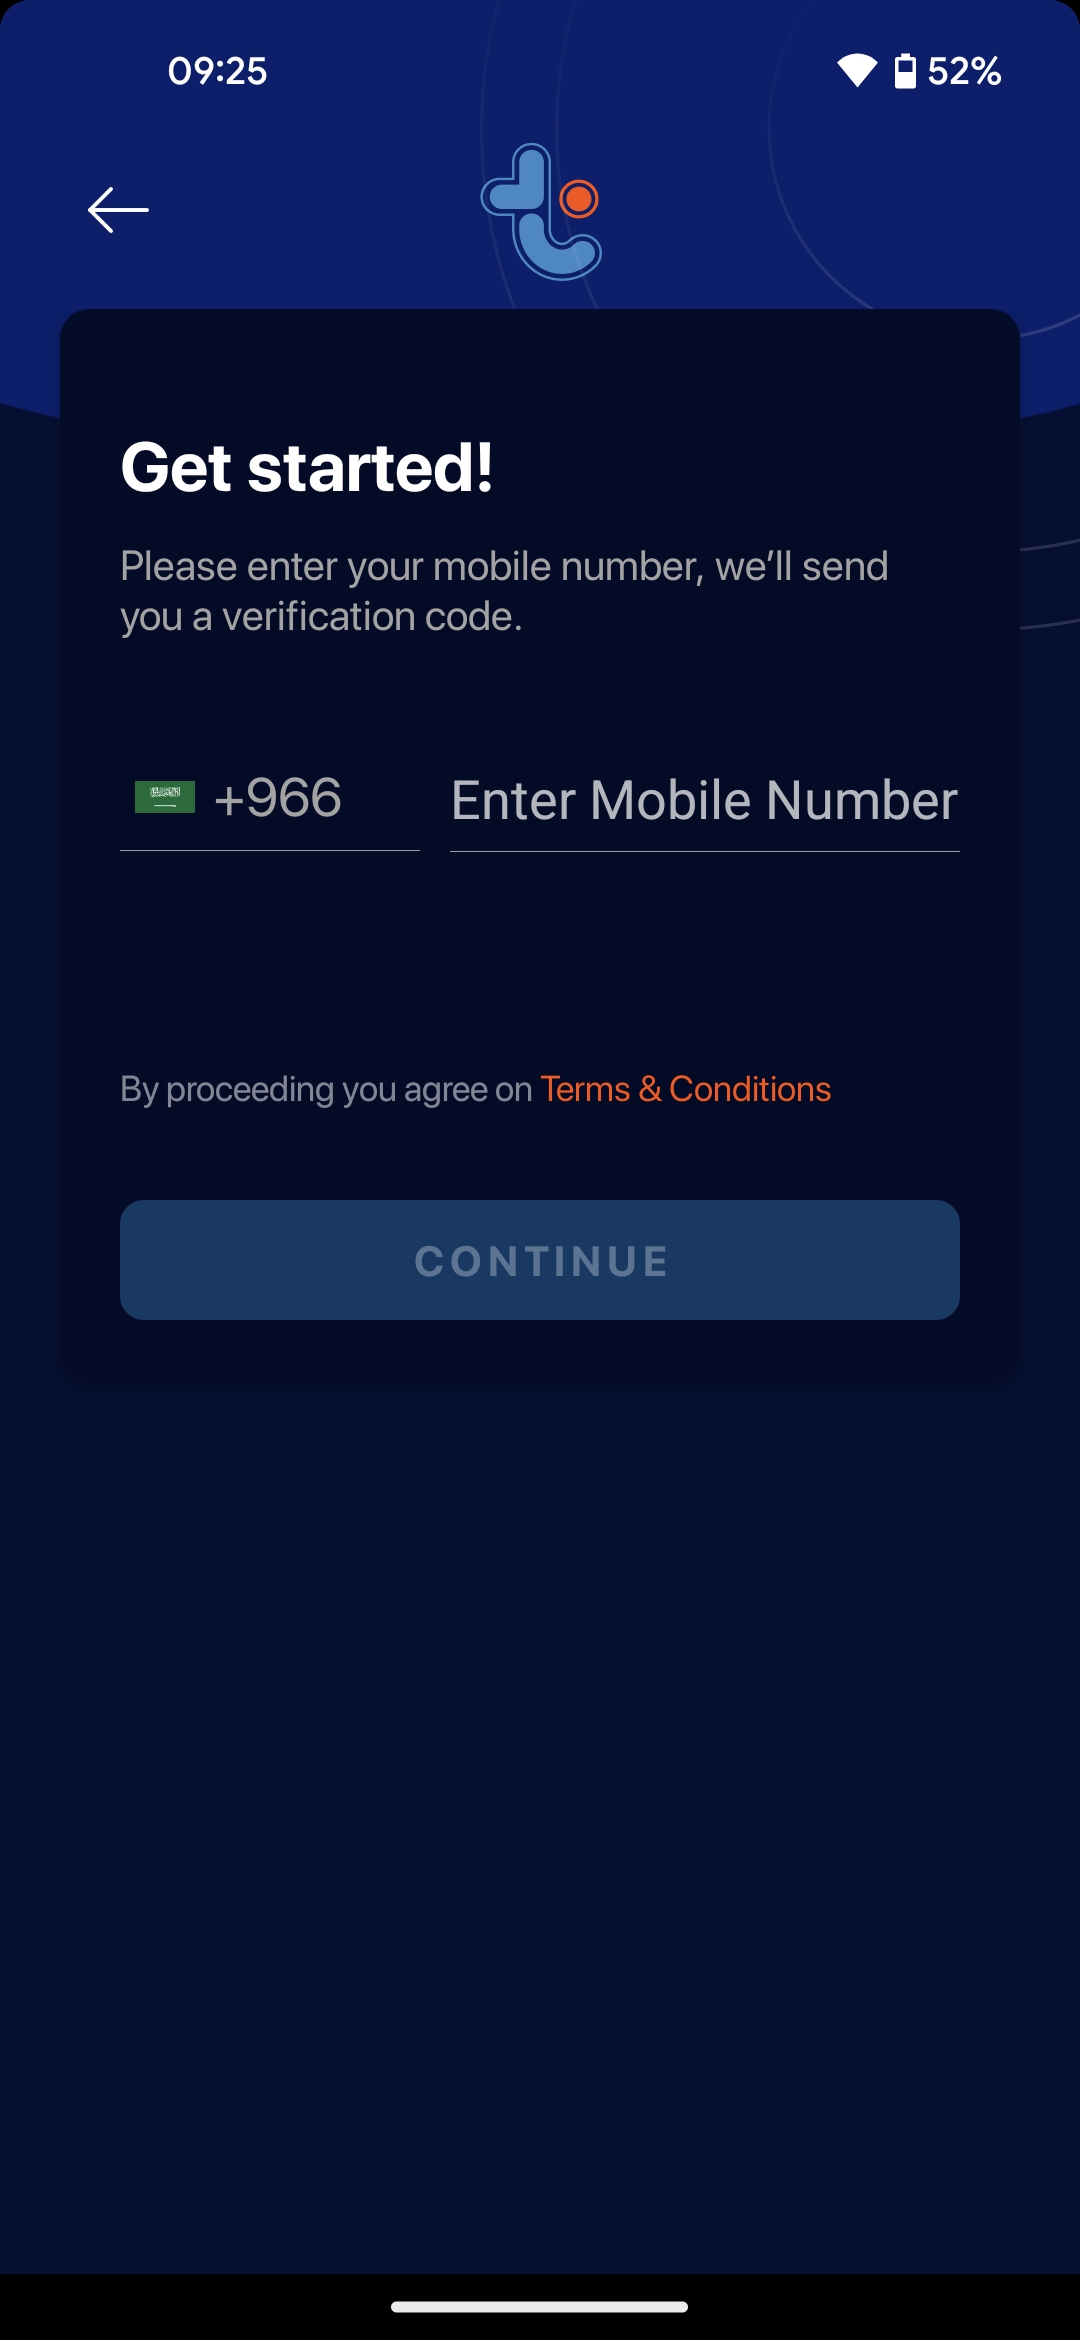 09:25
52%
Get started!
Please enter your mobile number, we’ll send
you a verification code.
+966
Enter Mobile Number
By proceeding you agree on Terms & Conditions
CONTINUE